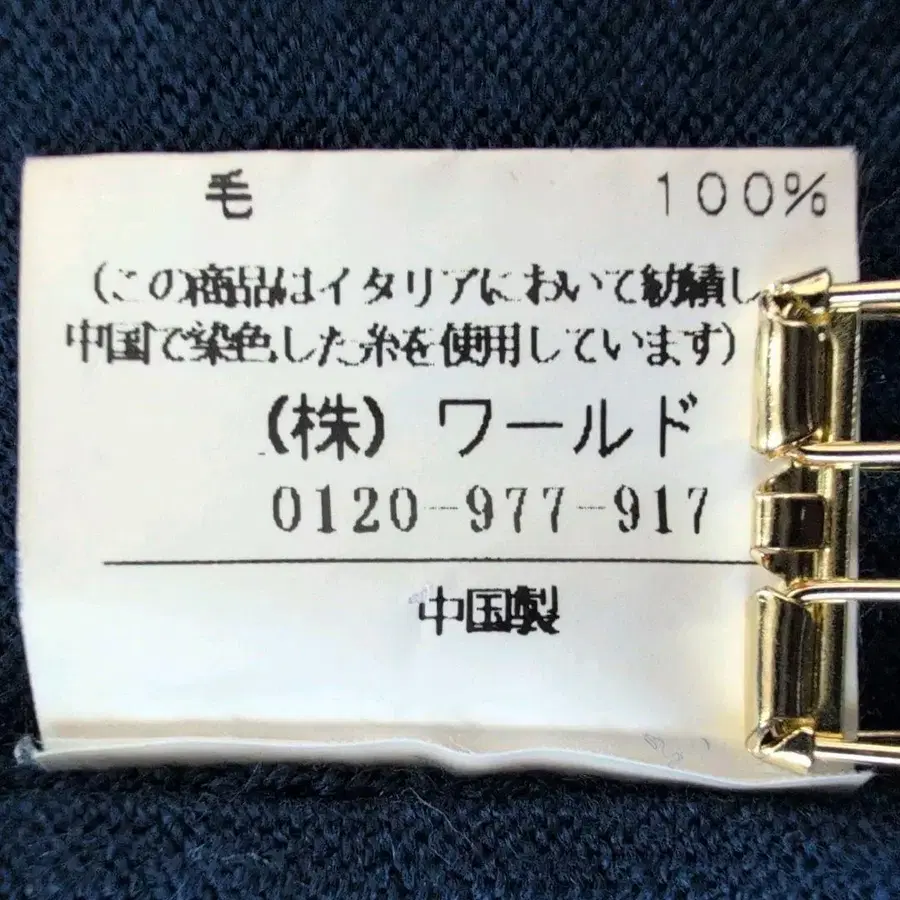 毛 100%
(この商品はイタリアにおいて紡績し
中国で染色した糸を使用しています)
(株) ワールド
0120-977-917
中国製